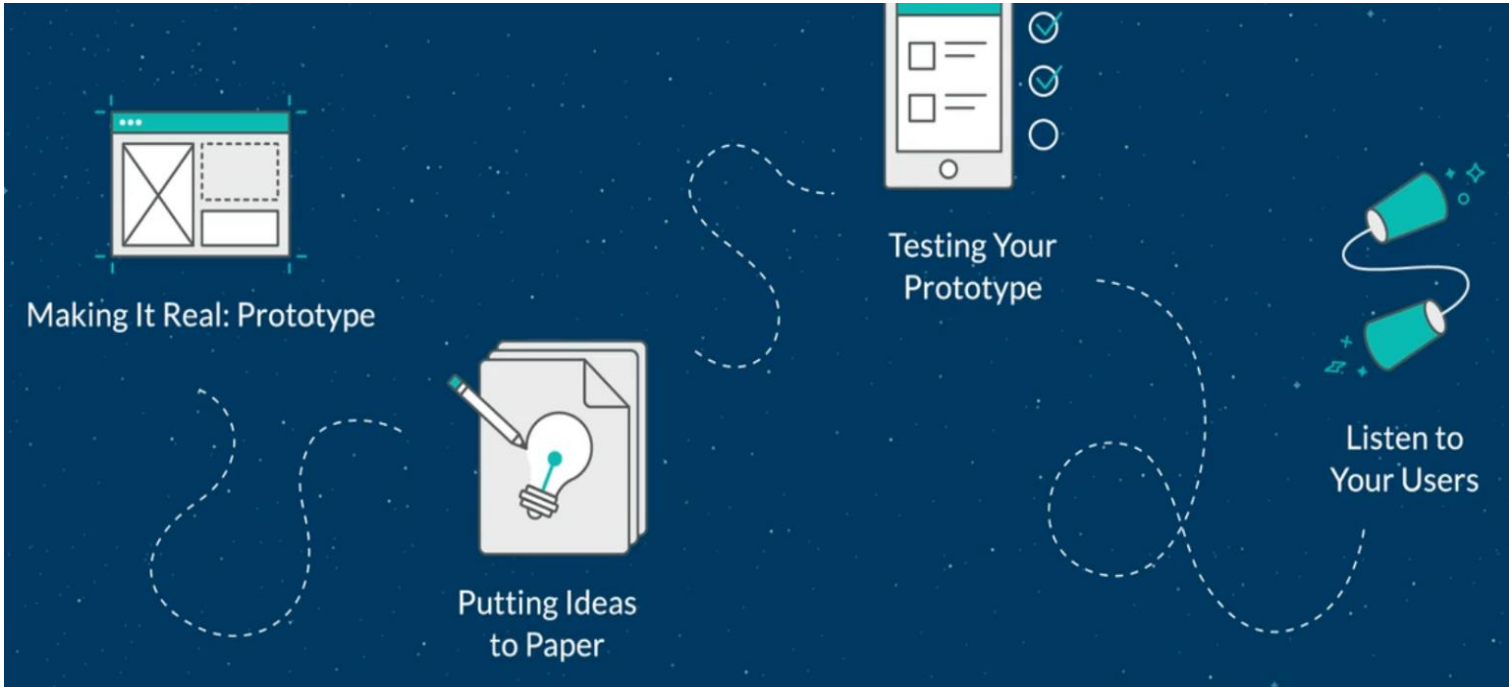 Making It Real: Prototype
Putting Ideas
to Paper
Testing Your
Prototype
Listen to
Your Users